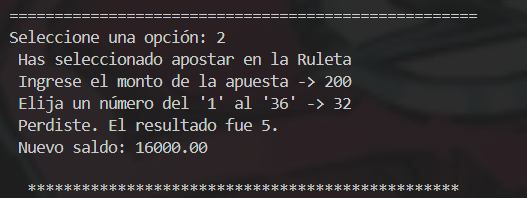 ====================================================
Seleccione una opción: 2
Has seleccionado apostar en la Ruleta
Ingrese el monto de la apuesta -> 200
Elija un número del '1' al '36' -> 32
Perdiste. El resultado fue 5.
Nuevo saldo: 16000.00
************************************************